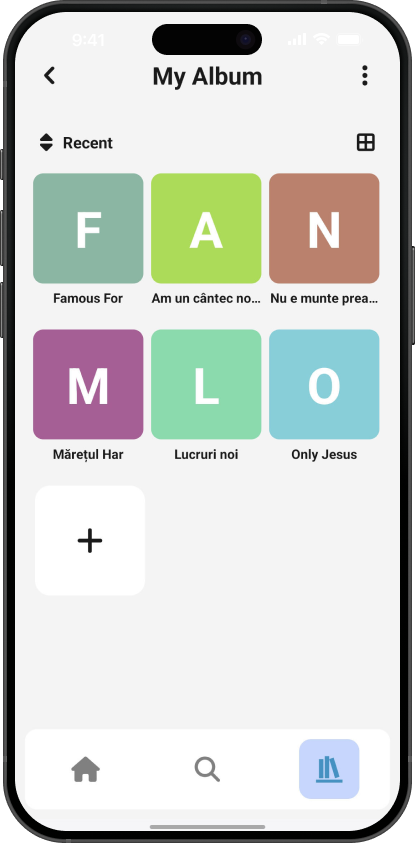 9:41
My Album
Recent
F A N
Famous For Am un cântec no... Nu e munte prea...
M L O
Mărețul Har Lucruri noi Only Jesus